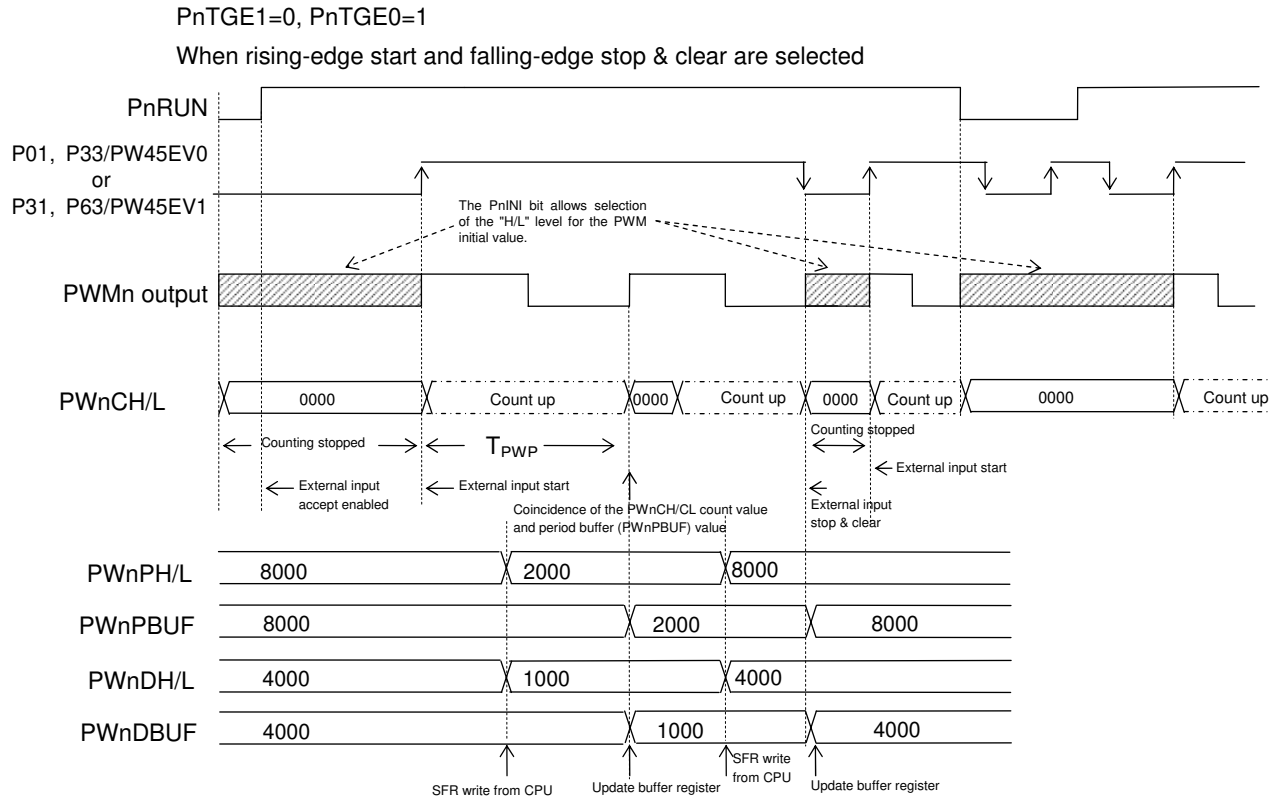 PnTGE1=0, PnTGE0=1
When rising-edge start and falling-edge stop & clear are selected
PnRUN
P01, P33/PW45EV0
or
P31, P63/PW45EV1
The PnINI bit allows selection
of the "H/L" level for the PWM
initial value.
PWMn output
PWnCH/L
0000
Count up
0000
Count up
0000
Count up
0000
Count up
Counting stopped
TPWP
Counting stopped
External input
accept enabled
External input start
External input start
Coincidence of the PWnCH/CL count value
and period buffer (PWnPBUF) value
External input
stop & clear
PWnPH/L
8000
2000
8000
PWnPBUF
8000
2000
8000
PWnDH/L
4000
1000
4000
PWnDBUF
4000
1000
4000
SFR write from CPU
Update buffer register
SFR write
from CPU
Update buffer register